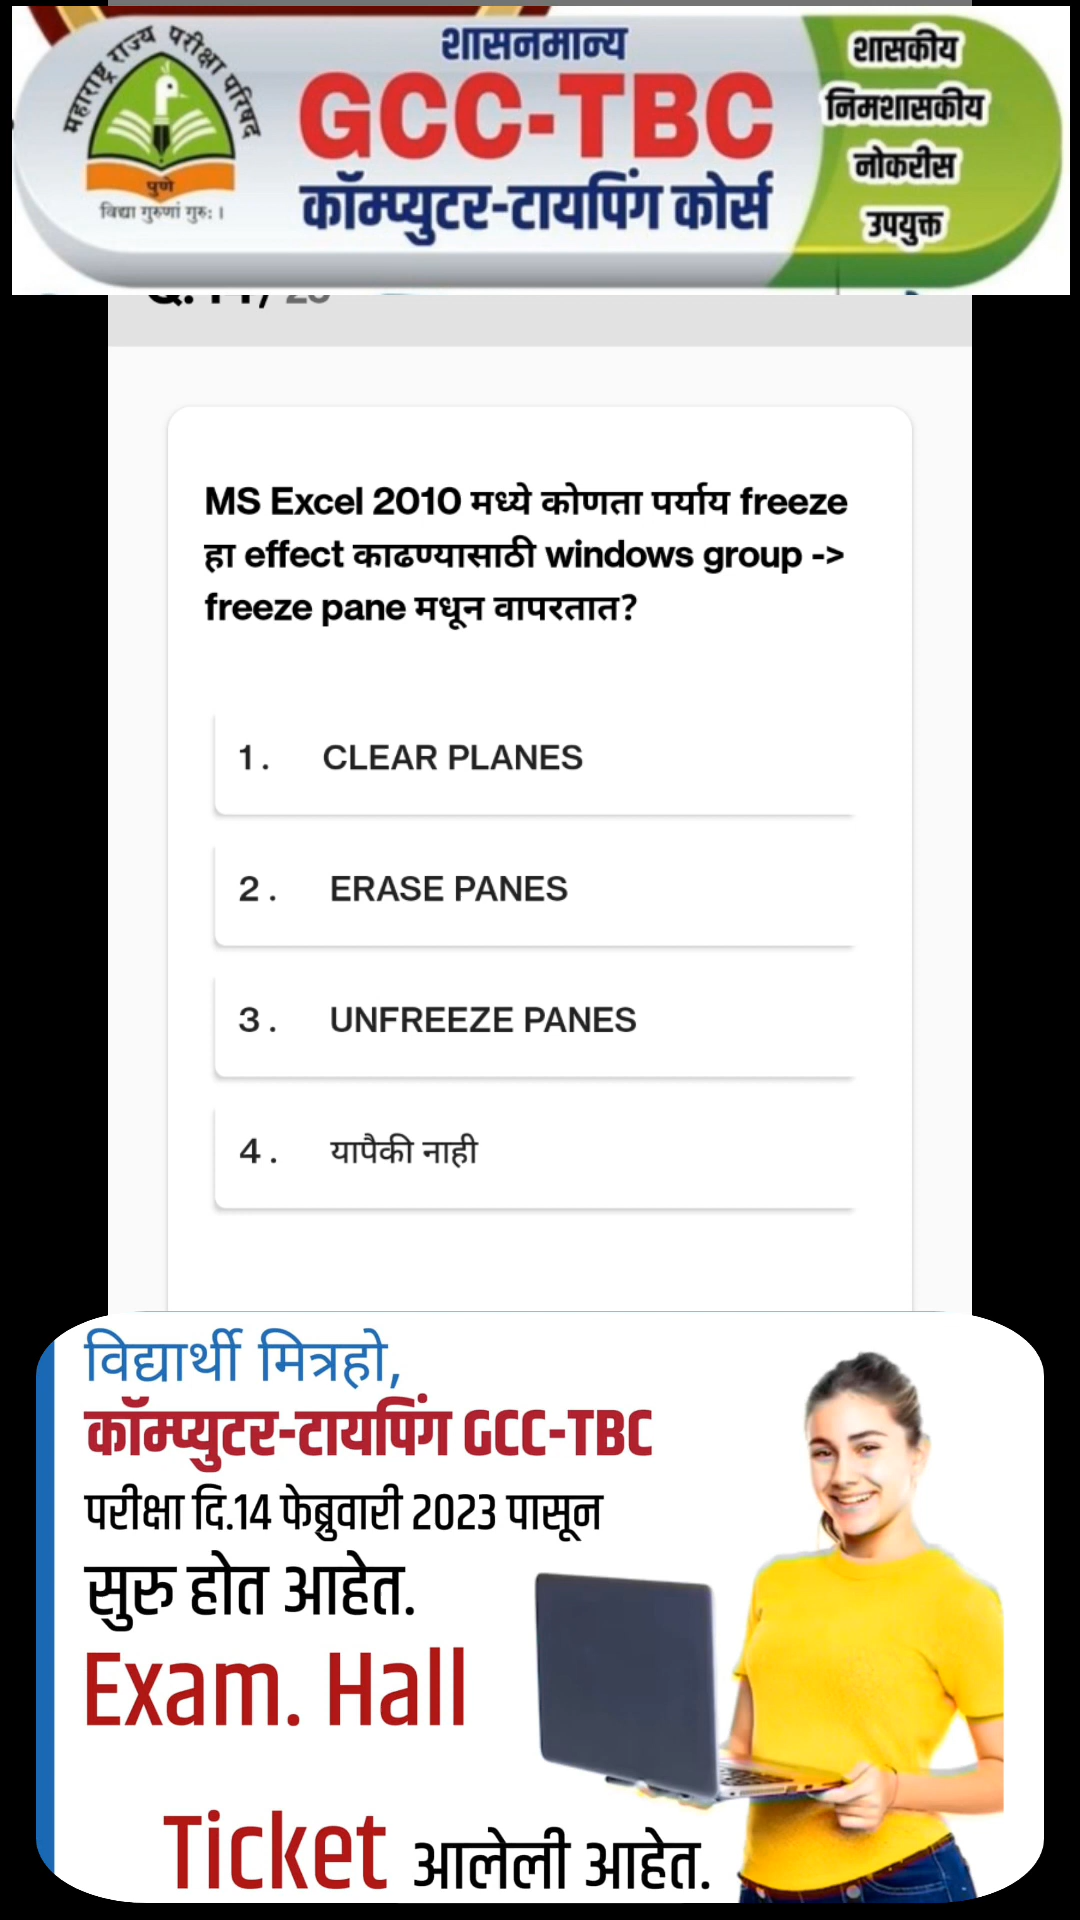 महाराष्ट्र राज्य परीक्षा परिषद
पुणे
विद्या गुरुणां गुरुः ।
शासनमान्य
GCC-TBC
कॉम्प्युटर-टायपिंग कोर्स
शासकीय
निमशासकीय
नोकरीस
उपयुक्त
MS Excel 2010 मध्ये कोणता पर्याय freeze
हा effect काढण्यासाठी windows group ->
freeze pane मधून वापरतात?
1. CLEAR PLANES
2. ERASE PANES
3. UNFREEZE PANES
4. यापैकी नाही
विद्यार्थी मित्रहो,
कॉम्प्युटर-टायपिंग GCC-TBC
परीक्षा दि.14 फेब्रुवारी 2023 पासून
सुरु होत आहेत.
Exam. Hall
Ticket आलेली आहेत.